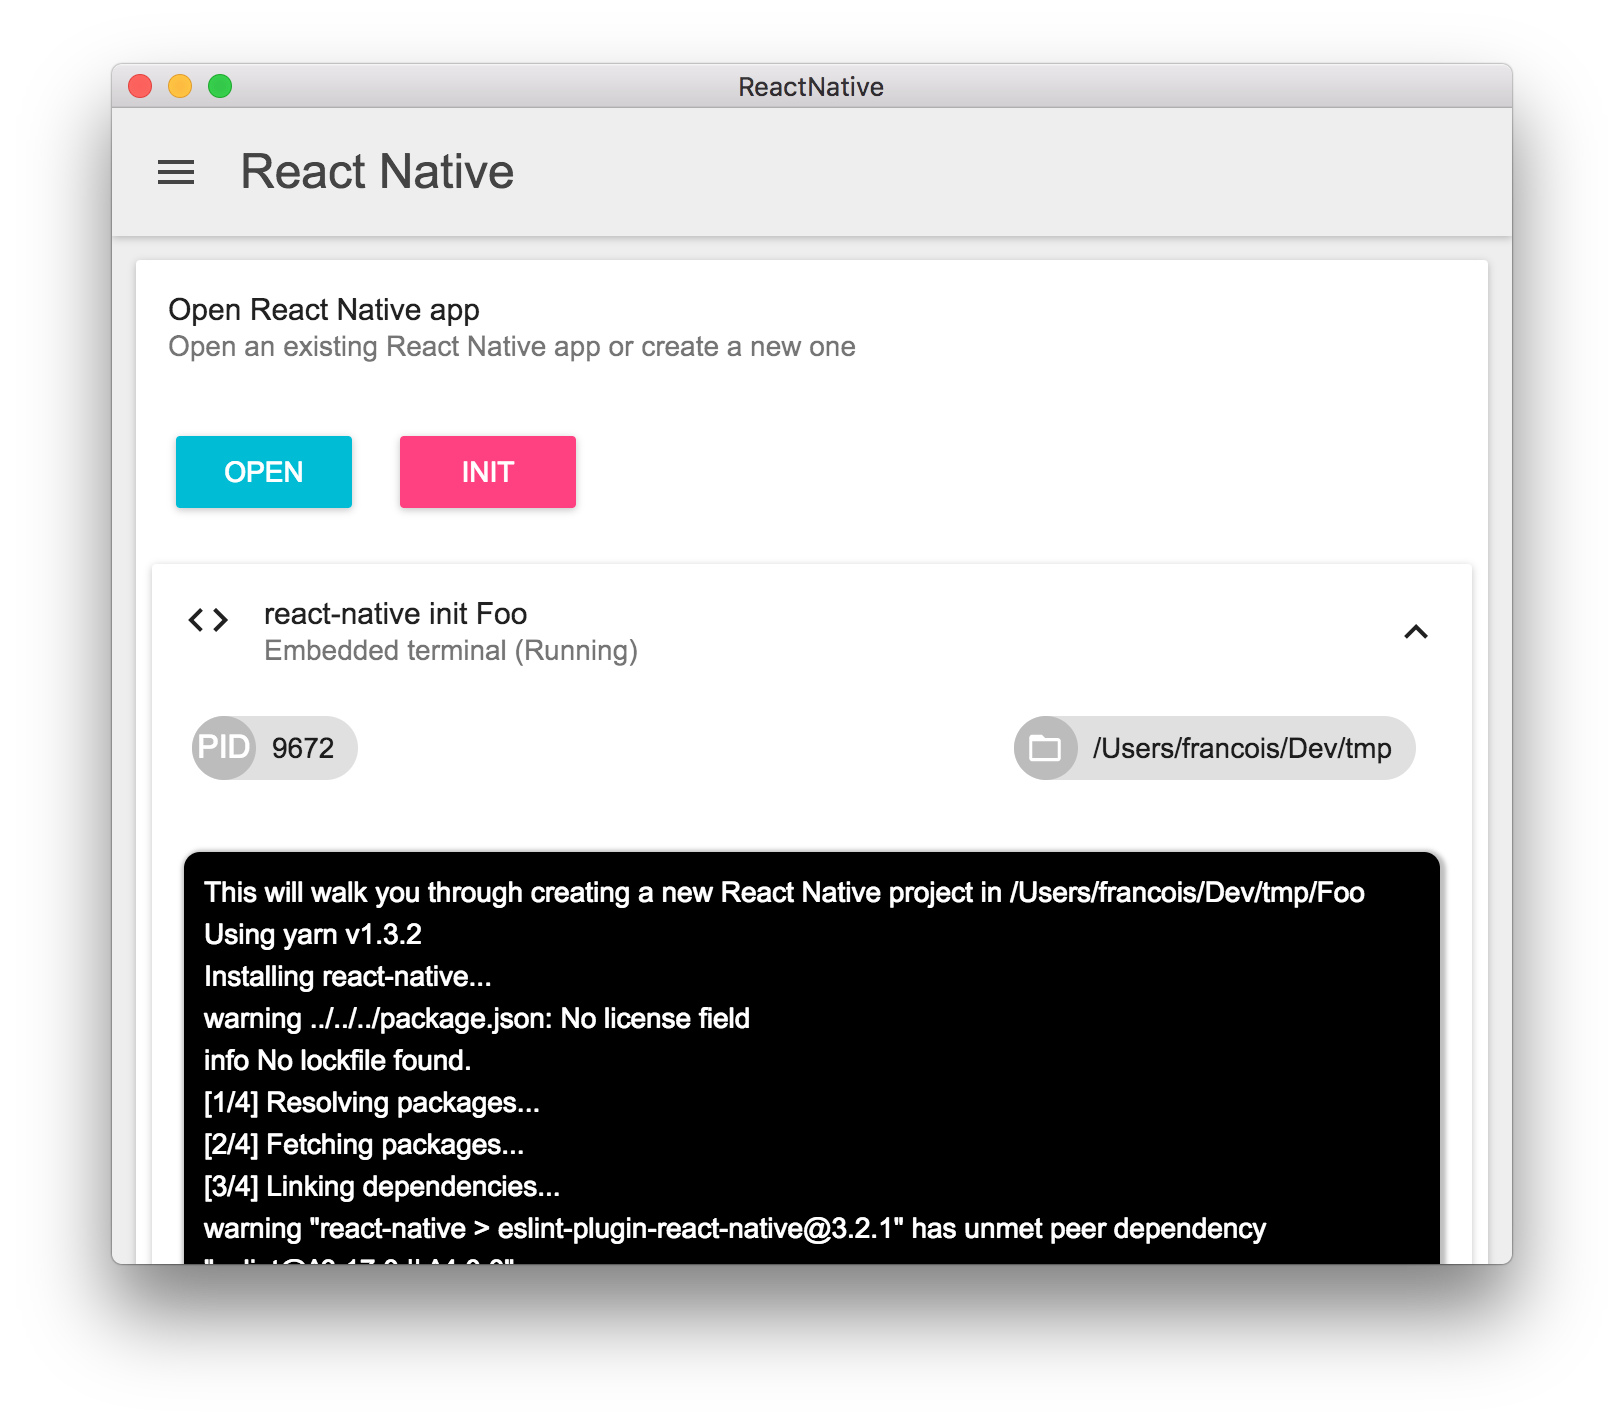 ReactNative
React Native
Open React Native app
Open an existing React Native app or create a new one
OPEN
INIT
react-native init Foo
Embedded terminal (Running)
PID 9672
/Users/francois/Dev/tmp
This will walk you through creating a new React Native project in /Users/francois/Dev/tmp/Foo
Using yarn v1.3.2
Installing react-native...
warning ../../../package.json: No license field
info No lockfile found.
[1/4] Resolving packages...
[2/4] Fetching packages...
[3/4] Linking dependencies...
warning "react-native > eslint-plugin-react-native@3.2.1" has unmet peer dependency